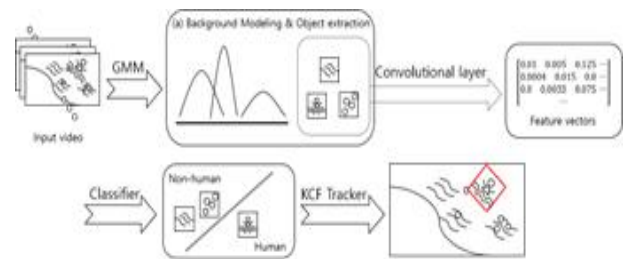 (a) Background Modeling & Object extraction
GMM
Input video
Convolutional layer
0.01 0.005 0.125 ...
0.0004 0.015 0.0 ...
0.0 0.0033 0.075 ...
...
Feature vectors
Classifier
Non-human
Human
KCF Tracker